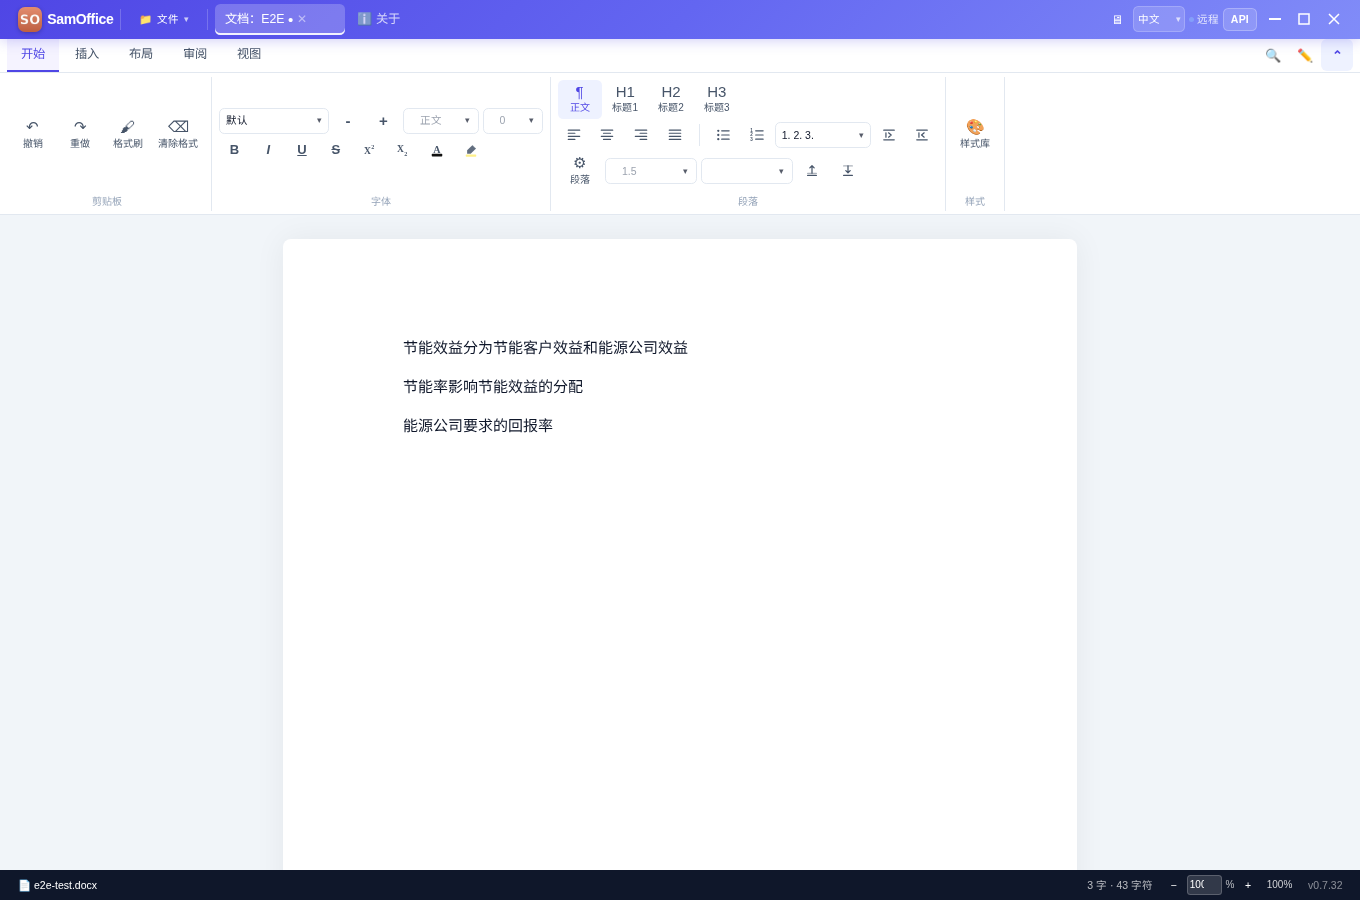 SO SamOffice 文件 文档: E2E ● ✕ 关于 中文 远程 API
开始 插入 布局 审阅 视图
撤销 重做 格式刷 清除格式
剪贴板
默认 - + 正文 0
B I U S X² X₂ A
字体
¶ H1 H2 H3
正文 标题1 标题2 标题3
1. 2. 3.
段落 1.5
段落
样式库
样式
节能效益分为节能客户效益和能源公司效益
节能率影响节能效益的分配
能源公司要求的回报率
e2e-test.docx 3 字 · 43 字符 − 100 % + 100% v0.7.32